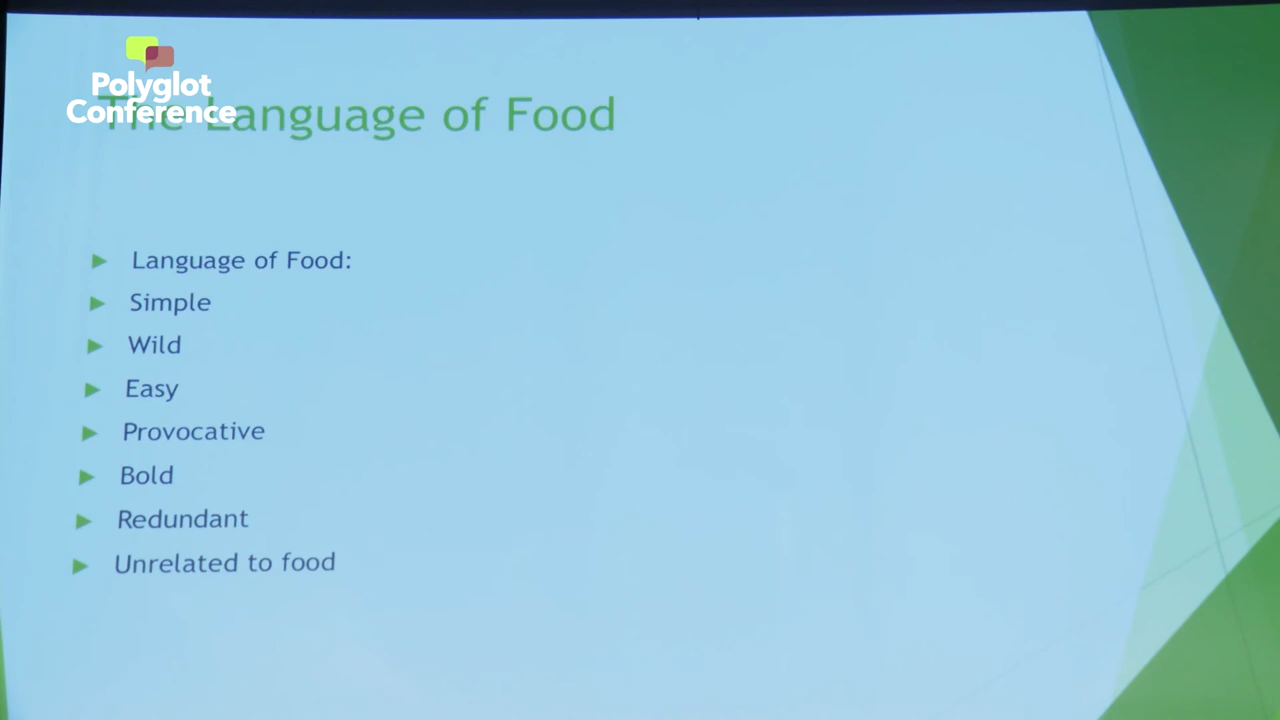 Polyglot
Conference
The Language of Food
Language of Food:
Simple
Wild
Easy
Provocative
Bold
Redundant
Unrelated to food